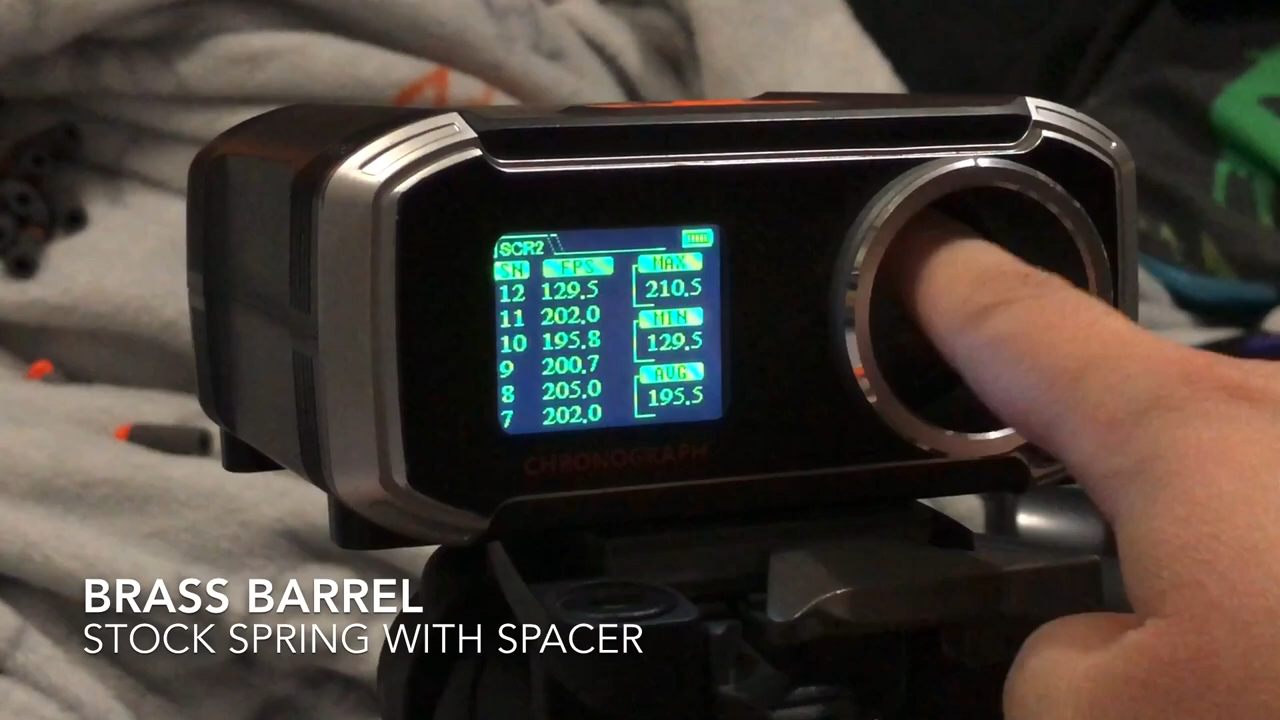 SCR2
SN FPS MAX
12 129.5 210.5
11 202.0 MIN
10 195.8 129.5
9 200.7 AVG
8 205.0 195.5
7 202.0
CHRONOGRAPH
BRASS BARREL
STOCK SPRING WITH SPACER